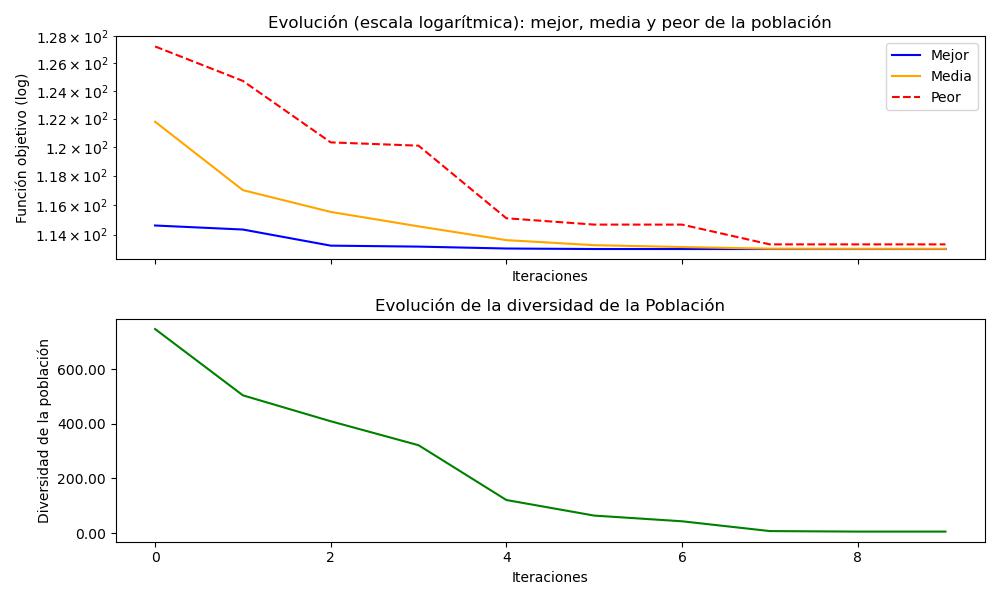 Evolución (escala logarítmica): mejor, media y peor de la población
Función objetivo (log)
1.28 × 10²
1.26 × 10²
1.24 × 10²
1.22 × 10²
1.2 × 10²
1.18 × 10²
1.16 × 10²
1.14 × 10²
Mejor
Media
Peor
Iteraciones
Evolución de la diversidad de la Población
Diversidad de la población
600.00
400.00
200.00
0.00
0 2 4 6 8
Iteraciones